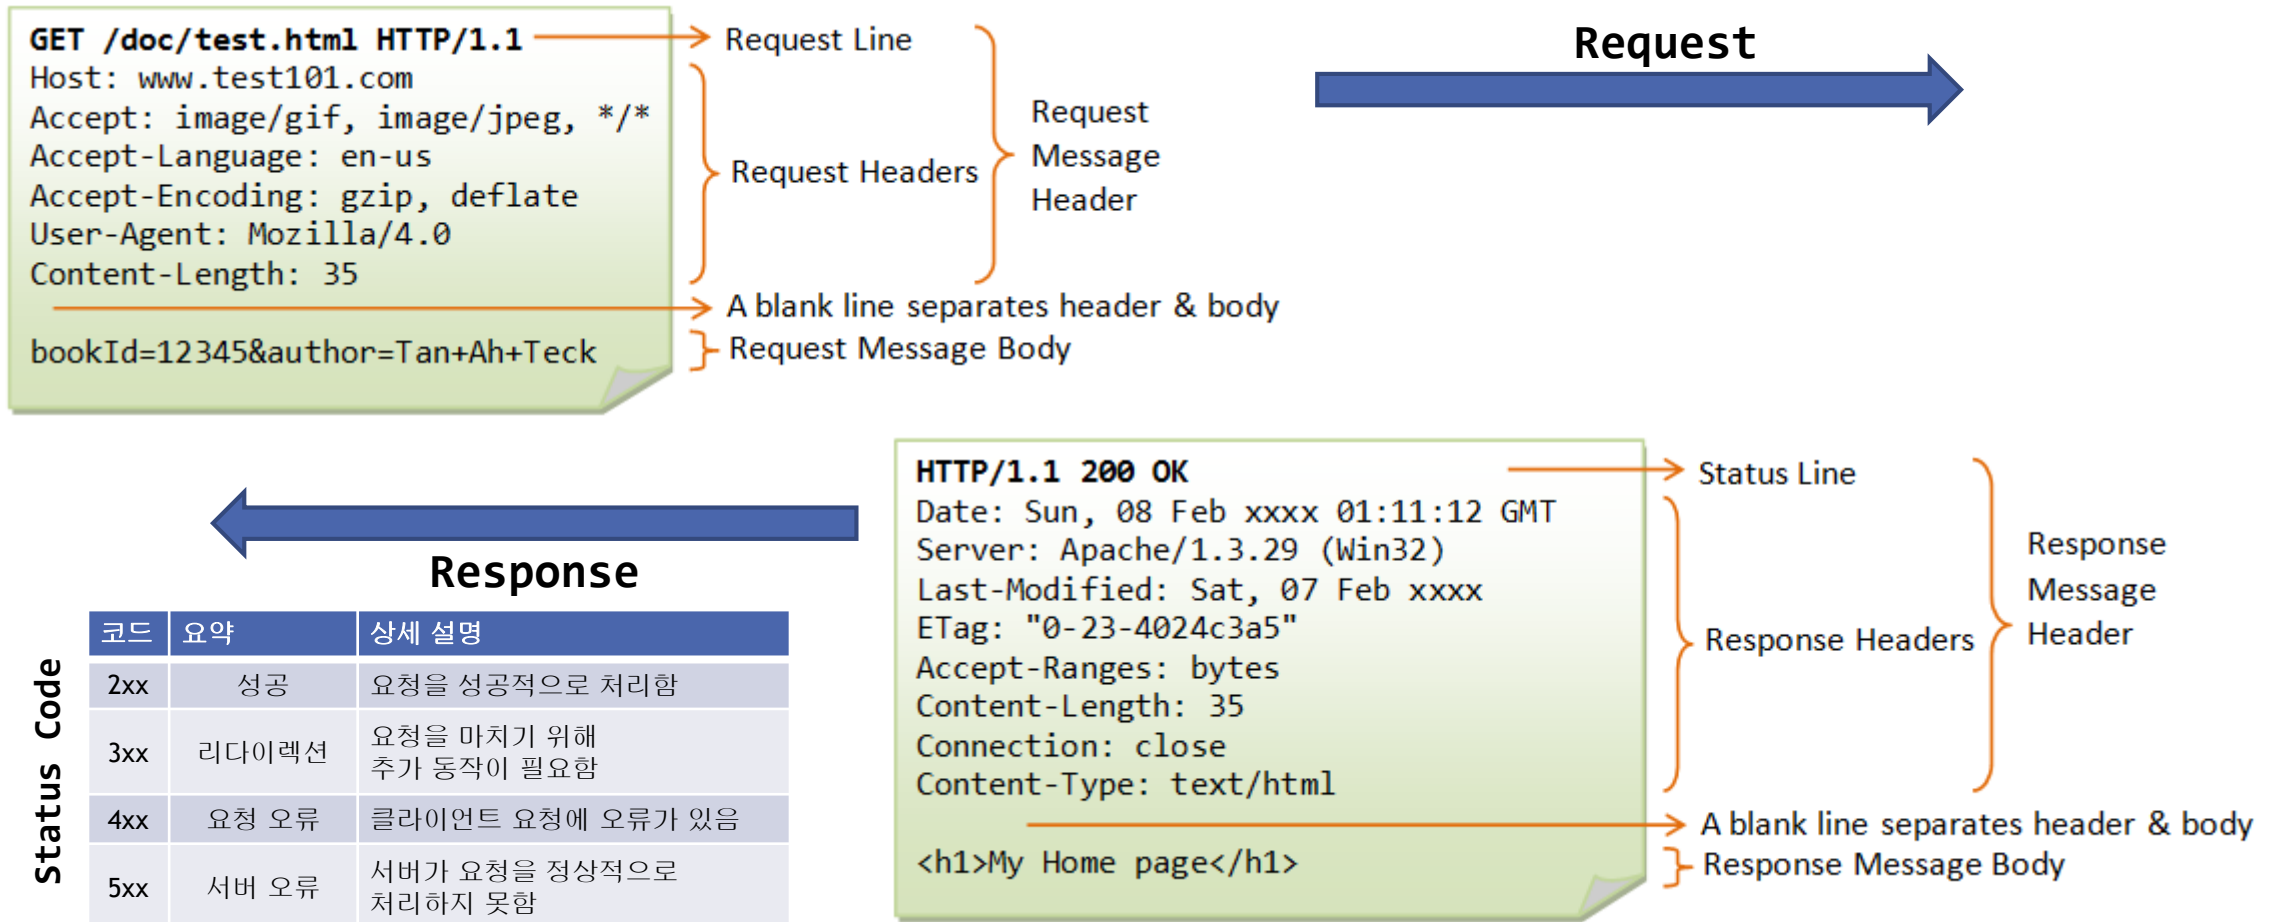 GET /doc/test.html HTTP/1.1
Host: www.test101.com
Accept: image/gif, image/jpeg, */*
Accept-Language: en-us
Accept-Encoding: gzip, deflate
User-Agent: Mozilla/4.0
Content-Length: 35
bookId=12345&author=Tan+Ah+Teck
Request Line
Request Headers
Request
Message
Header
A blank line separates header & body
Request Message Body
Request
Response
HTTP/1.1 200 OK
Date: Sun, 08 Feb xxxx 01:11:12 GMT
Server: Apache/1.3.29 (Win32)
Last-Modified: Sat, 07 Feb xxxx
ETag: "0-23-4024c3a5"
Accept-Ranges: bytes
Content-Length: 35
Connection: close
Content-Type: text/html
<h1>My Home page</h1>
Status Line
Response Headers
Response
Message
Header
A blank line separates header & body
Response Message Body
Status Code
코드 요약 상세 설명
2xx 성공 요청을 성공적으로 처리함
3xx 리다이렉션 요청을 마치기 위해
추가 동작이 필요함
4xx 요청 오류 클라이언트 요청에 오류가 있음
5xx 서버 오류 서버가 요청을 정상적으로
처리하지 못함